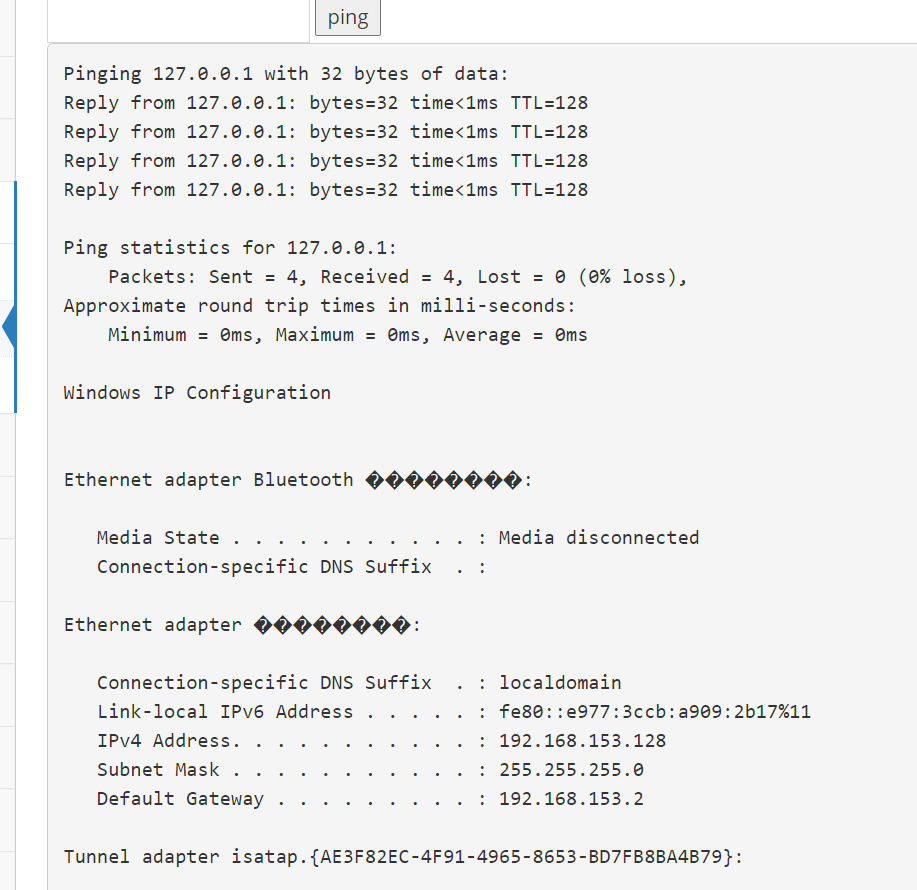 ping
Pinging 127.0.0.1 with 32 bytes of data:
Reply from 127.0.0.1: bytes=32 time<1ms TTL=128
Reply from 127.0.0.1: bytes=32 time<1ms TTL=128
Reply from 127.0.0.1: bytes=32 time<1ms TTL=128
Reply from 127.0.0.1: bytes=32 time<1ms TTL=128
Ping statistics for 127.0.0.1:
Packets: Sent = 4, Received = 4, Lost = 0 (0% loss),
Approximate round trip times in milli-seconds:
Minimum = 0ms, Maximum = 0ms, Average = 0ms
Windows IP Configuration
Ethernet adapter Bluetooth ��������:
Media State . . . . . . . . . . . : Media disconnected
Connection-specific DNS Suffix  . :
Ethernet adapter ��������:
Connection-specific DNS Suffix  . : localdomain
Link-local IPv6 Address . . . . . : fe80::e977:3ccb:a909:2b17%11
IPv4 Address. . . . . . . . . . . : 192.168.153.128
Subnet Mask . . . . . . . . . . . : 255.255.255.0
Default Gateway . . . . . . . . . : 192.168.153.2
Tunnel adapter isatap.{AE3F82EC-4F91-4965-8653-BD7FB8BA4B79}: